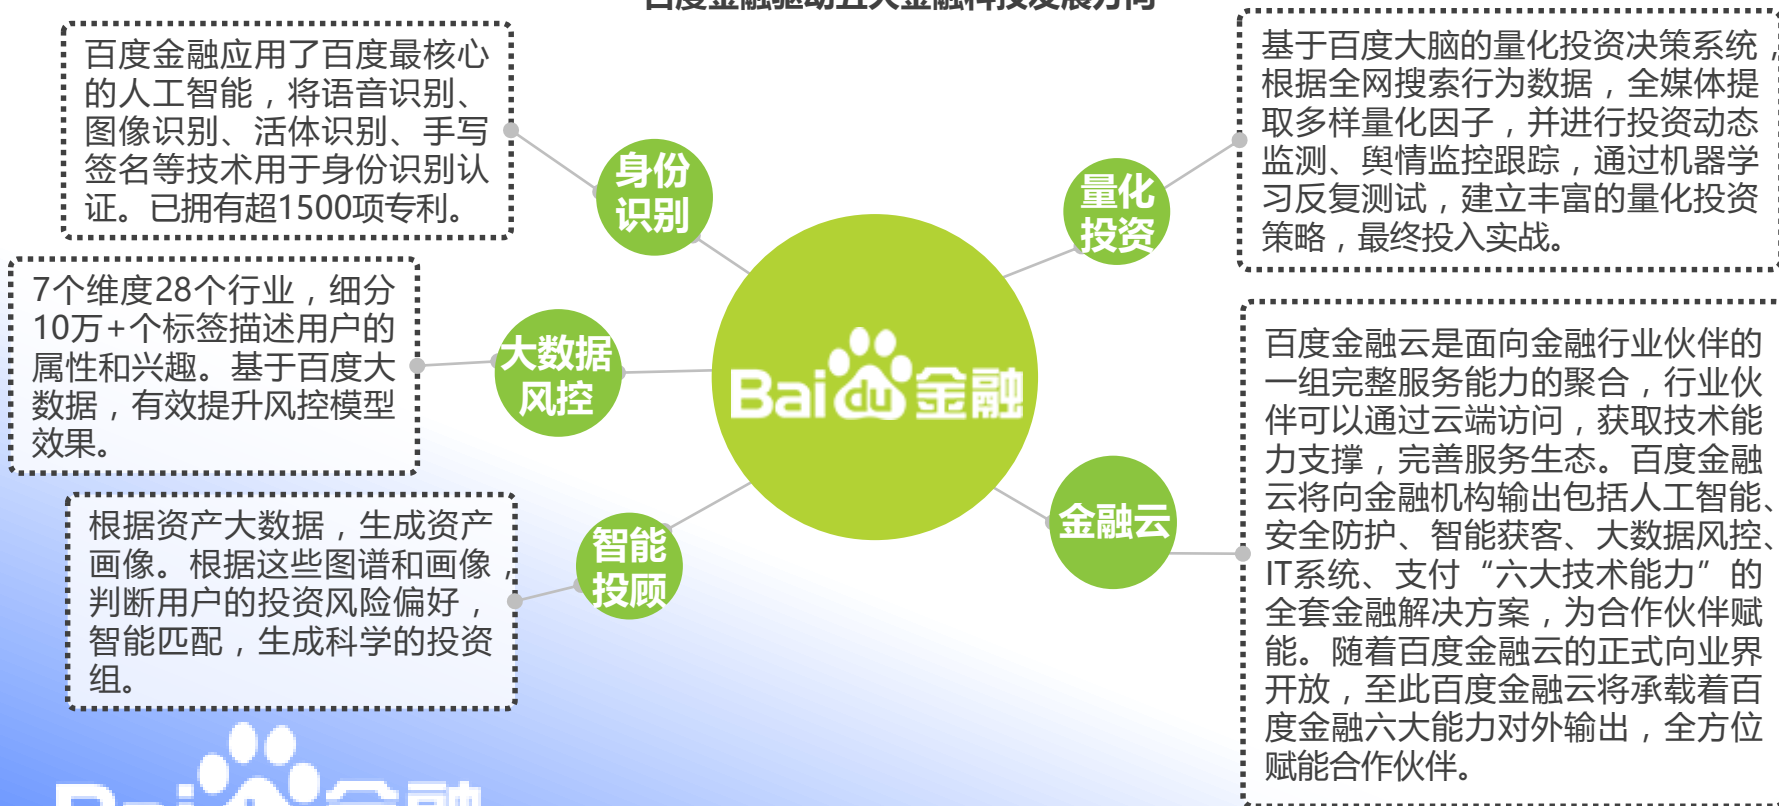 百度金融驱动五大金融科技发展方向
百度金融应用了百度最核心
的人工智能，将语音识别、
图像识别、活体识别、手写
签名等技术用于身份识别认
证。已拥有超1500项专利。
身份
识别
7个维度28个行业，细分
10万+个标签描述用户的
属性和兴趣。基于百度大
数据，有效提升风控模型
效果。
大数据
风控
根据资产大数据，生成资产
画像。根据这些图谱和画像，
判断用户的投资风险偏好，
智能匹配，生成科学的投资
组。
智能
投顾
Bai du 金融
量化
投资
基于百度大脑的量化投资决策系统，
根据全网搜索行为数据，全媒体提
取多样量化因子，并进行投资动态
监测、舆情监控跟踪，通过机器学
习反复测试，建立丰富的量化投资
策略，最终投入实战。
金融云
百度金融云是面向金融行业伙伴的
一组完整服务能力的聚合，行业伙
伴可以通过云端访问，获取技术能
力支撑，完善服务生态。百度金融
云将向金融机构输出包括人工智能、
安全防护、智能获客、大数据风控、
IT系统、支付“六大技术能力”的
全套金融解决方案，为合作伙伴赋
能。随着百度金融云的正式向业界
开放，至此百度金融云将承载着百
度金融六大能力对外输出，全方位
赋能合作伙伴。
Bai 金融